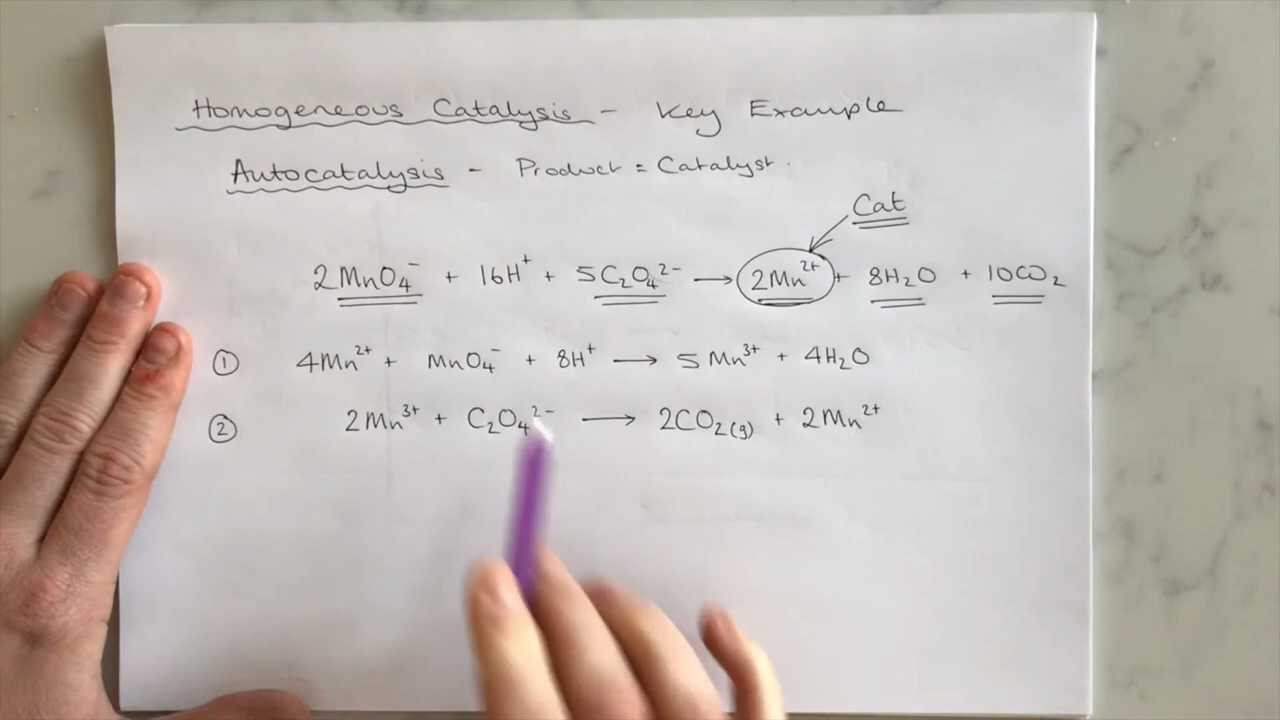 Homogeneous Catalysis - Key Example
Autocatalysis - Product = Catalyst.
Cat
2MnO₄⁻ + 16H⁺ + 5C₂O₄²⁻ → 2Mn²⁺ + 8H₂O + 10CO₂
① 4Mn²⁺ + MnO₄⁻ + 8H⁺ → 5Mn³⁺ + 4H₂O
② 2Mn³⁺ + C₂O₄²⁻ → 2CO₂(g) + 2Mn²⁺